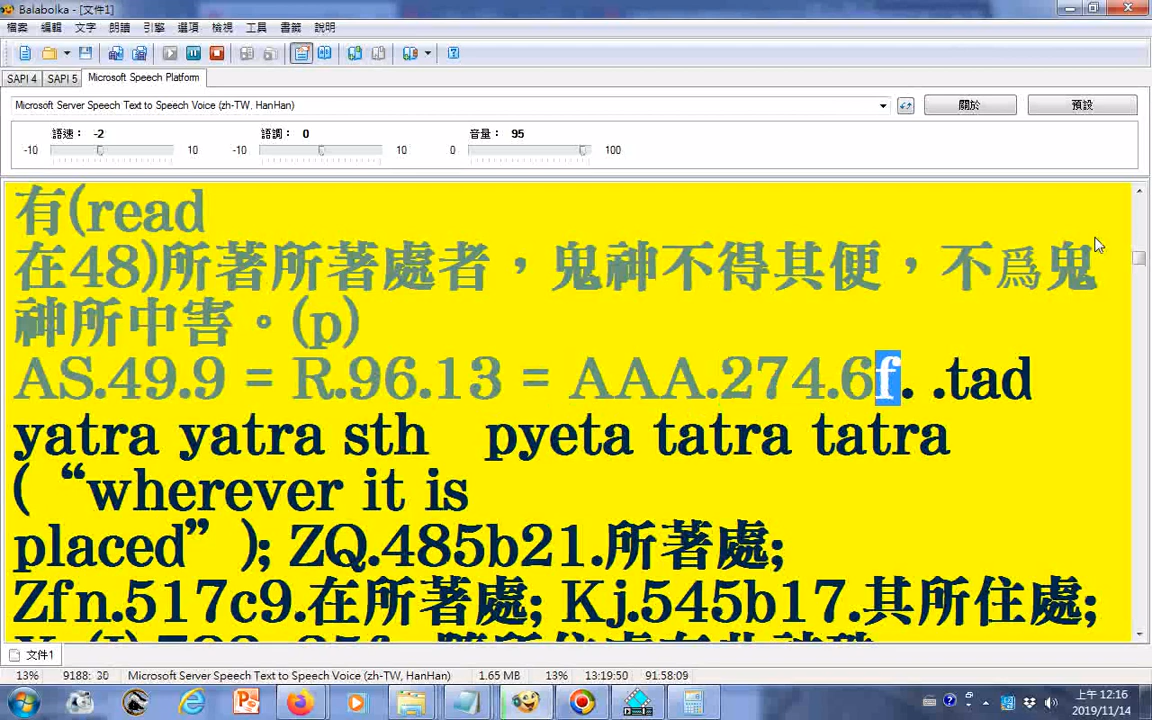 Balabolka - [文件1]
檔案 編輯 文字 朗讀 引擎 選項 檢視 工具 書籤 說明
SAPI 4 SAPI 5 Microsoft Speech Platform
Microsoft Server Speech Text to Speech Voice (zh-TW, HanHan) 關於 預設
語速： -2 語調： 0 音量： 95
-10 10 -10 10 0 100
有(read
在48)所著所著處者，鬼神不得其便，不爲鬼
神所中害。(p)
AS.49.9 = R.96.13 = AAA.274.6f. .tad
yatra yatra sth pyeta tatra tatra
(“wherever it is
placed”); ZQ.485b21.所著處;
Zfn.517c9.在所著處; Kj.545b17.其所住處;
文件1
13% 9188: 30 Microsoft Server Speech Text to Speech Voice (zh-TW, HanHan) 1.65 MB 13% 13:19:50 91:58:09
上午 12:16
2019/11/14